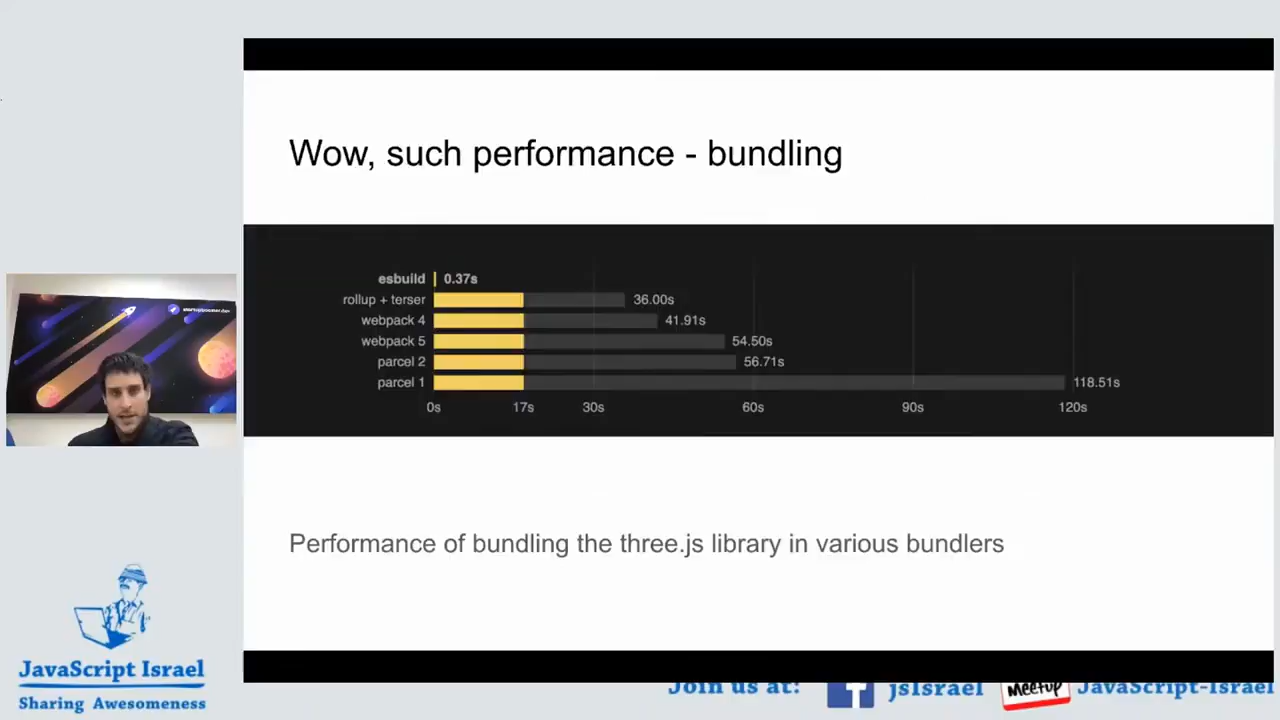 Wow, such performance - bundling
esbuild 0.37s
rollup + terser 36.00s
webpack 4 41.91s
webpack 5 54.50s
parcel 2 56.71s
parcel 1 118.51s
0s 17s 30s 60s 90s 120s
Performance of bundling the three.js library in various bundlers
JavaScript Israel
Sharing Awesomeness
Join us at: f jsIsrael Meetup JavaScript-Israel